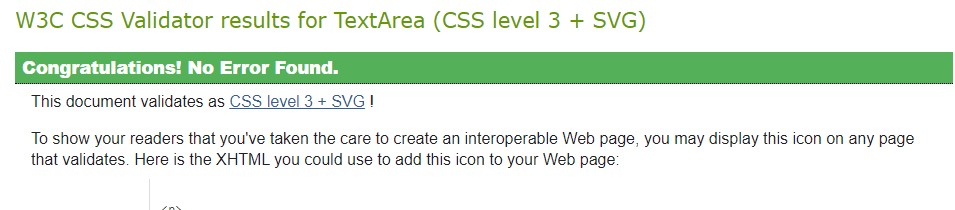 W3C CSS Validator results for TextArea (CSS level 3 + SVG)
Congratulations! No Error Found.
This document validates as CSS level 3 + SVG !
To show your readers that you've taken the care to create an interoperable Web page, you may display this icon on any page
that validates. Here is the XHTML you could use to add this icon to your Web page:
<p>